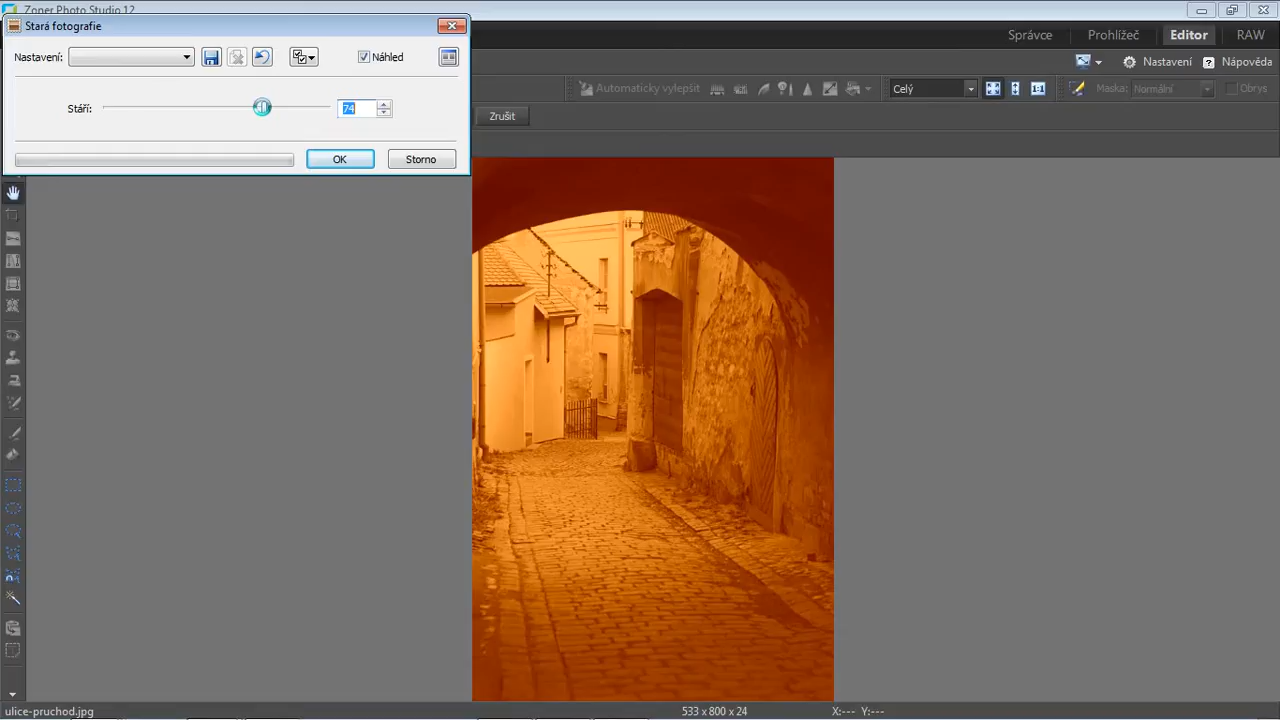 Zoner Photo Studio 12
Stará fotografie
Správce
Prohlížeč
Editor
RAW
Nastavení:
Náhled
Nastavení
Nápověda
Automaticky vylepšit
Celý
Maska:
Normální
Obrys
Stáří:
74
Zrušit
OK
Storno
ulice-pruchod.jpg
533 x 800 x 24
X:--- Y:---